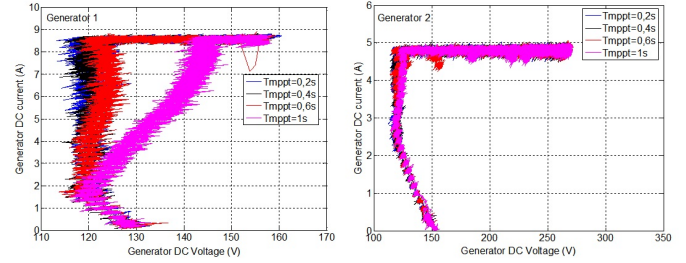 Generator 1
10
9
8
7
6
5
4
3
2
1
0
110 120 130 140 150 160 170
Generator DC current (A)
Generator DC Voltage (V)
Tmppt=0,2s
Tmppt=0,4s
Tmppt=0,6s
Tmppt=1s
Generator 2
6
5
4
3
2
1
0
100 150 200 250 300 350
Generator DC current (A)
Generator DC Voltage (V)
Tmppt=0,2s
Tmppt=0,4s
Tmppt=0,6s
Tmppt=1s